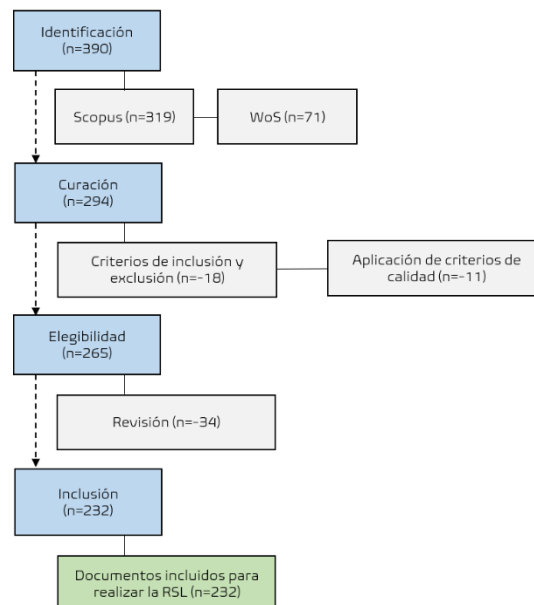 Identificación
(n=390)
Scopus (n=319)
WoS (n=71)
Curación
(n=294)
Criterios de inclusión y
exclusión (n=-18)
Aplicación de criterios de
calidad (n=-11)
Elegibilidad
(n=265)
Revisión (n=-34)
Inclusión
(n=232)
Documentos incluidos para
realizar la RSL (n=232)